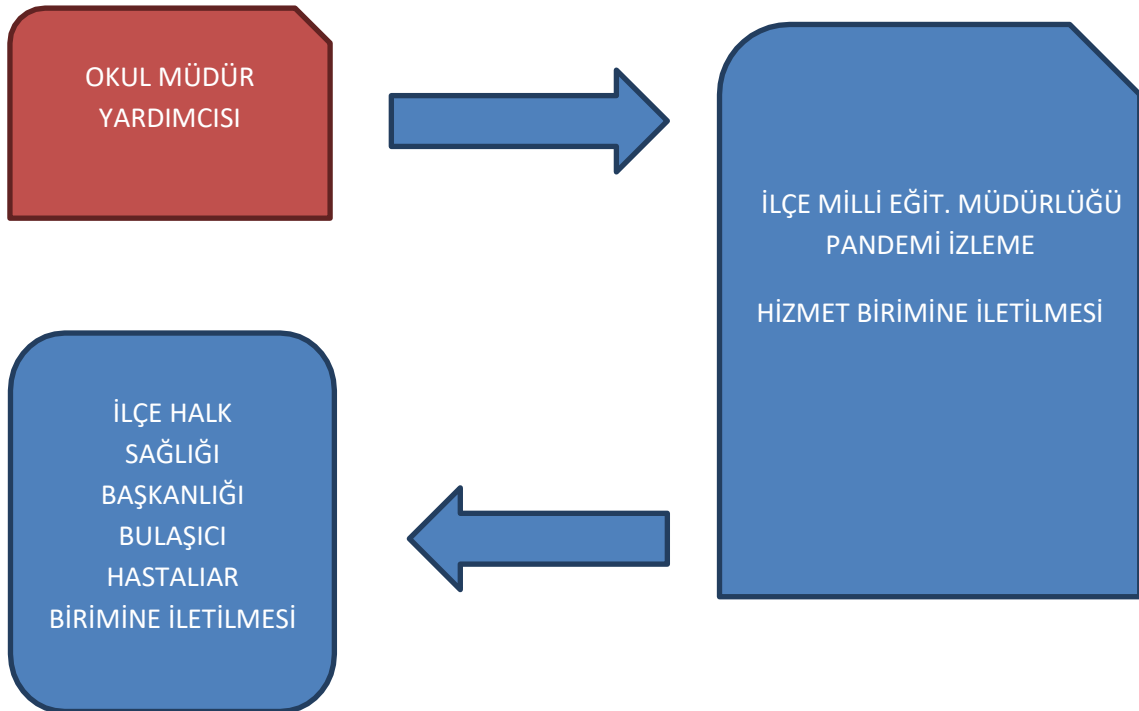 OKUL MÜDÜR
YARDIMCISI
İLÇE MİLLİ EĞİT. MÜDÜRLÜĞÜ
PANDEMİ İZLEME
HİZMET BİRİMİNE İLETİLMESİ
İLÇE HALK
SAĞLIĞI
BAŞKANLIĞI
BULAŞICI
HASTALIAR
BİRİMİNE İLETİLMESİ